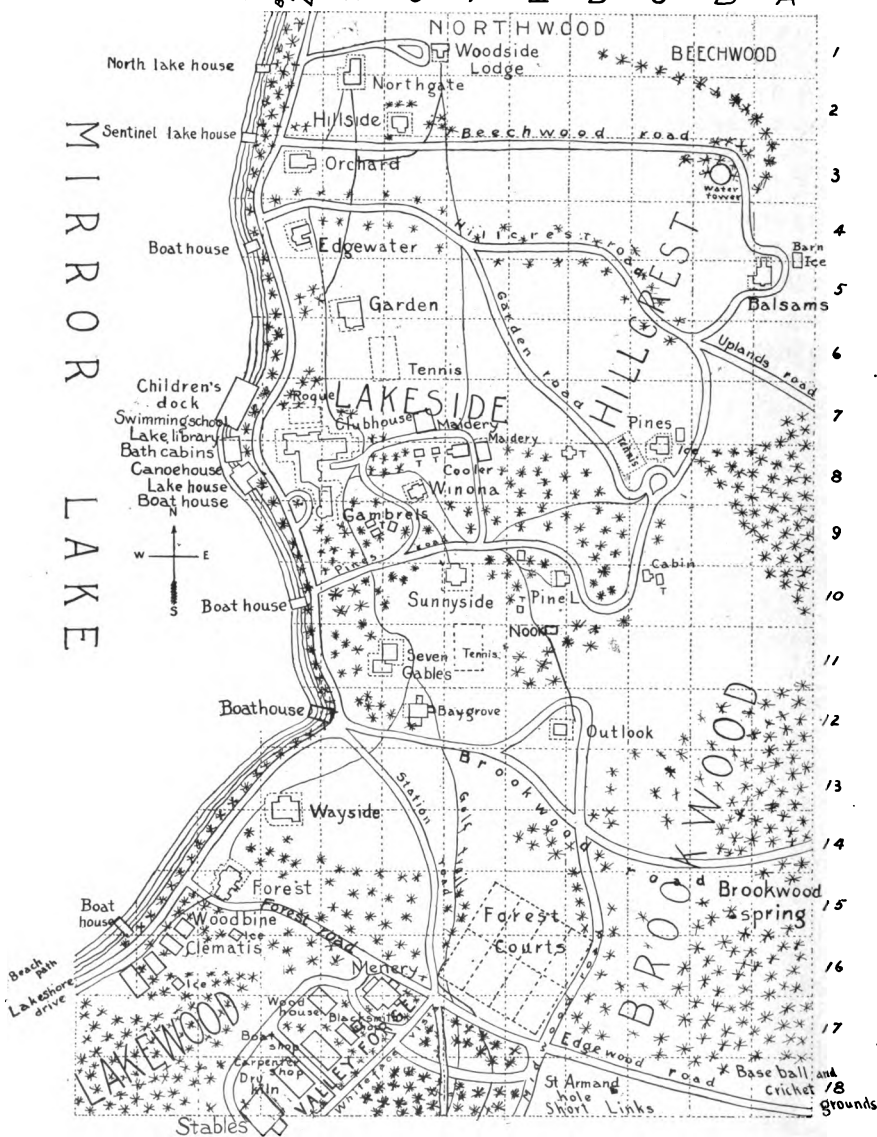 NORTHWOOD
Woodside
Lodge
BEECHWOOD
1
North lake house
Northgate
2
Hillside
Sentinel lake house
Beechwood road
Orchard
3
Water
tower
MIRROR LAKE
4
Hillcrest road
Boat house
Edgewater
Barn
Ice
5
Balsams
Garden
Garden road
HILLCREST
6
Uplands road
Tennis
Children's
dock
Roque
LAKESIDE
7
Swimming school
Clubhouse
Maidery
Pines
Lake library
Maidery
Tennis
Ice
Bath cabins
T
T
T
8
Canoehouse
Cooler
Lake house
Winona
Boat house
C
Gambrels
9
N
W
E
S
Pines road
Cabin
T
Boat house
Sunnyside
Pine L
T
10
Nook
Seven
Gables
Tennis
11
Boathouse
Baygrove
Outlook
12
Brookwood road
13
Station road
Golf
Wayside
14
BROOKWOOD
Forest
Brookwood
spring
15
Boat
house
Woodbine
Ice
Forest road
Forest
Courts
Clematis
Beach
path
Menery
16
Lakeshore
drive
Ice
LAKEWOOD
Wood
house
Blacksmith
shop
VALLEY FORGE
17
Boat
shop
Carpenter
shop
Edgewood road
Base ball and
cricket
grounds
18
Dry
kiln
St Armand
hole
Short Links
Stables